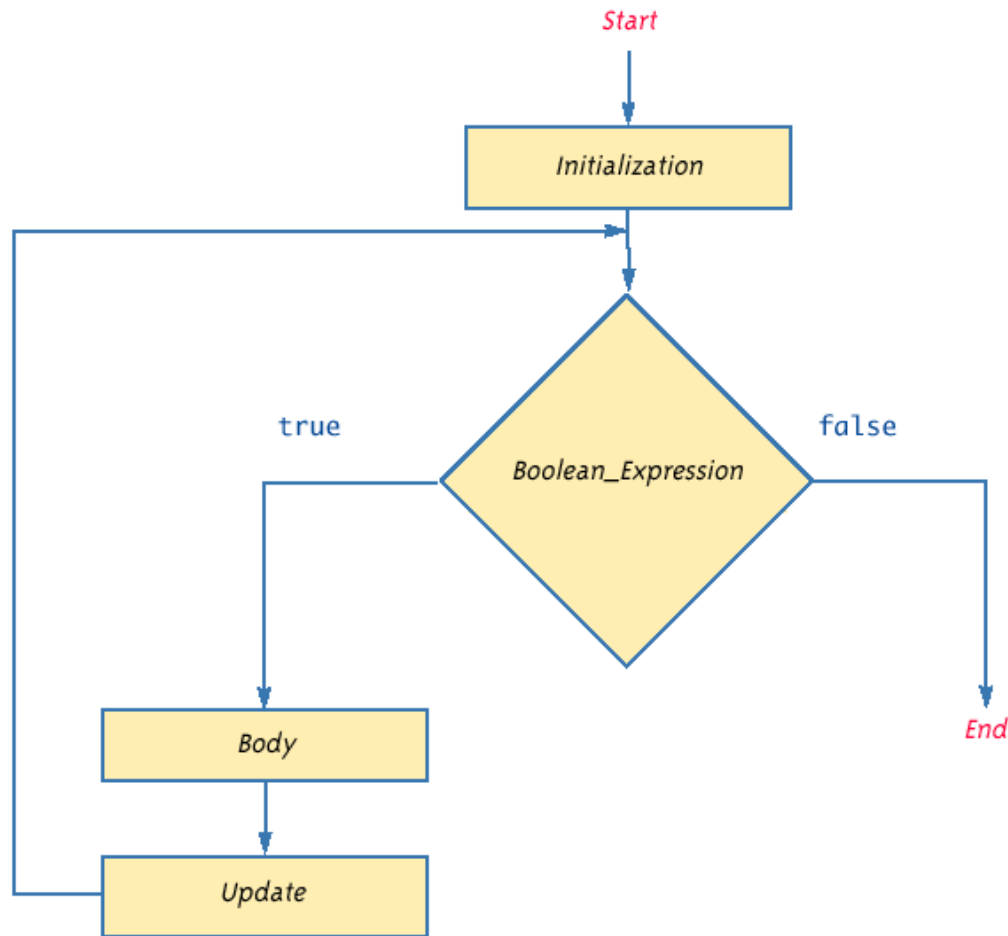 Start
Initialization
true
false
Boolean_Expression
Body
End
Update